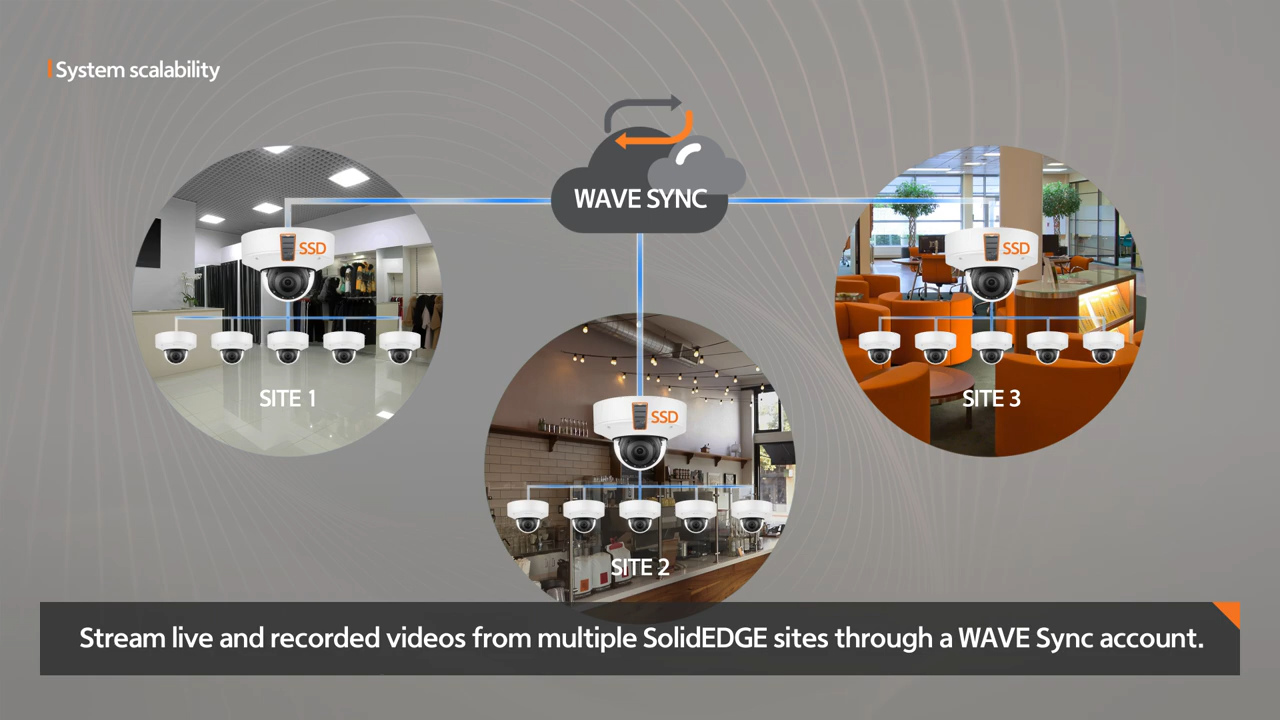 System scalability
WAVE SYNC
SSD
SITE 1
SSD
SITE 2
SSD
SITE 3
Stream live and recorded videos from multiple SolidEDGE sites through a WAVE Sync account.